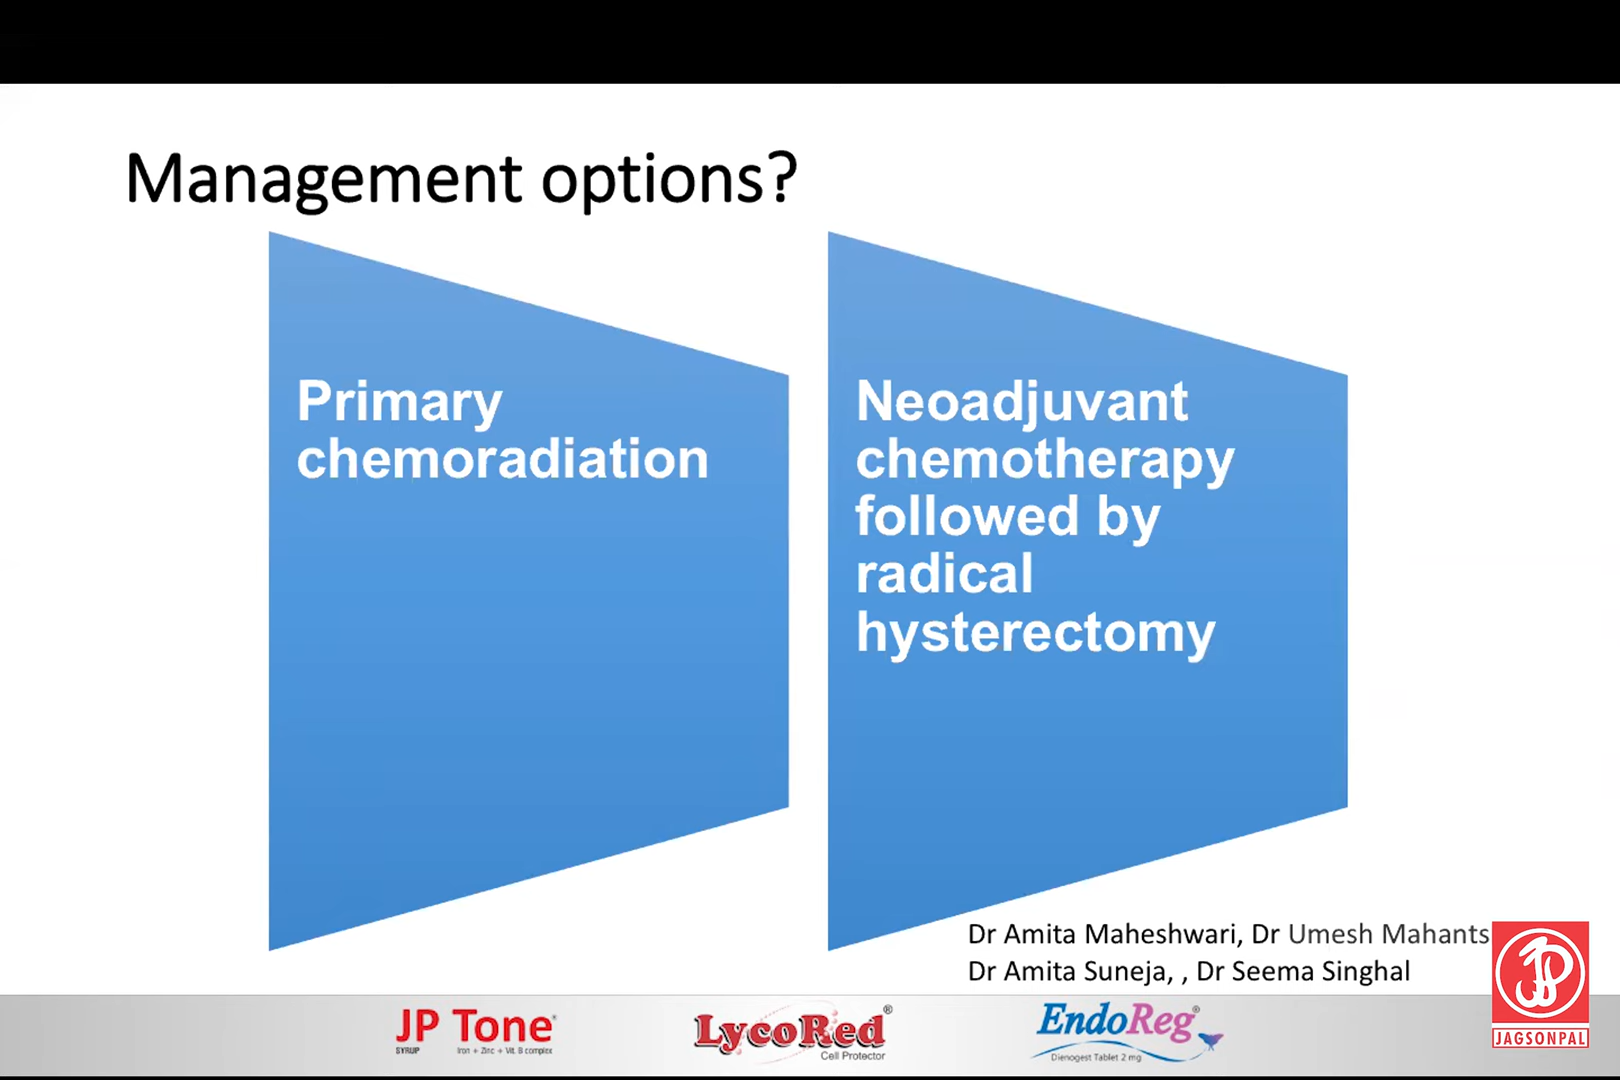 Management options?
Primary
chemoradiation
Neoadjuvant
chemotherapy
followed by
radical
hysterectomy
Dr Amita Maheshwari, Dr Umesh Mahants
Dr Amita Suneja, , Dr Seema Singhal
JP Tone
SYRUP Iron + Zinc + Vit. B complex
LycoRed®
Cell Protector
EndoReg®
Dienogest Tablet 2 mg
JAGSONPAL